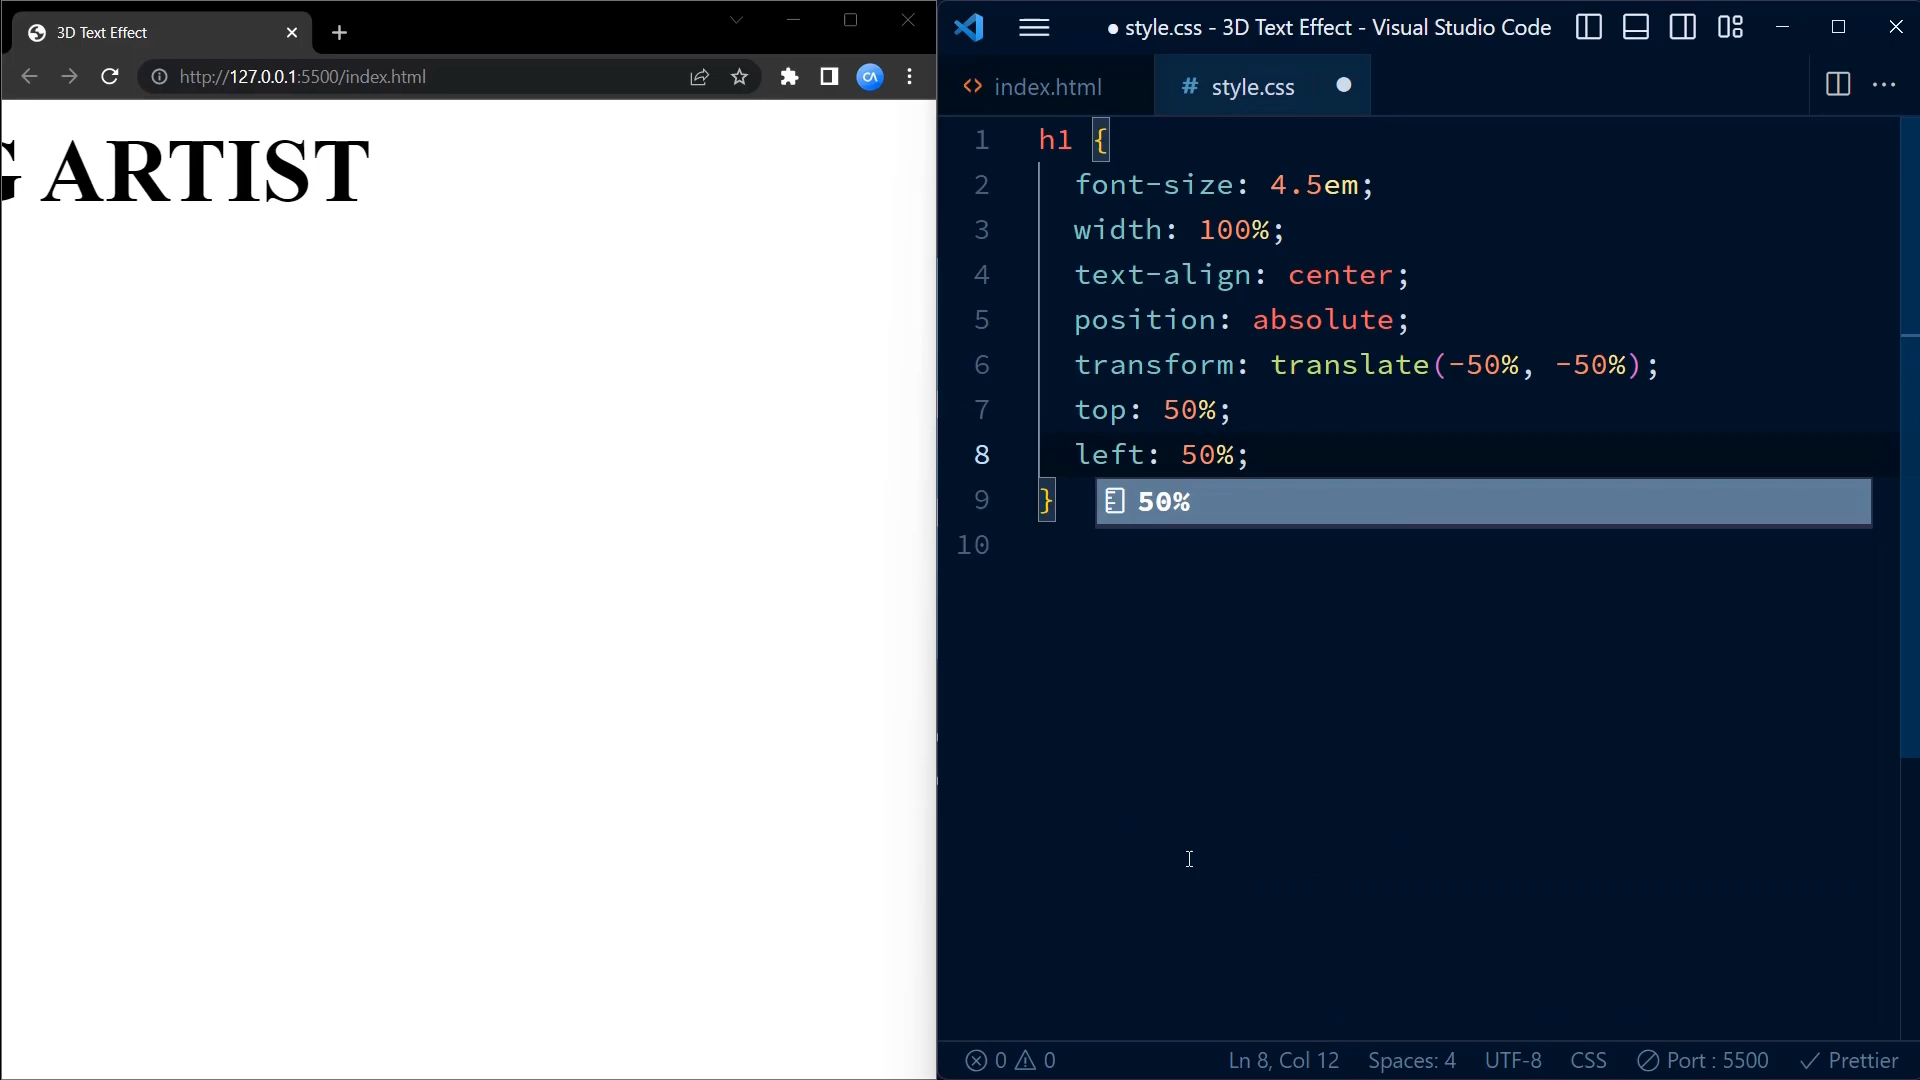 3D Text Effect
http://127.0.0.1:5500/index.html
CA
G ARTIST
style.css - 3D Text Effect - Visual Studio Code
index.html
# style.css
1 h1 {
2 font-size: 4.5em;
3 width: 100%;
4 text-align: center;
5 position: absolute;
6 transform: translate(-50%, -50%);
7 top: 50%;
8 left: 50%;
9 }
50%
10
0 0 Ln 8, Col 12 Spaces: 4 UTF-8 CSS Port : 5500 Prettier